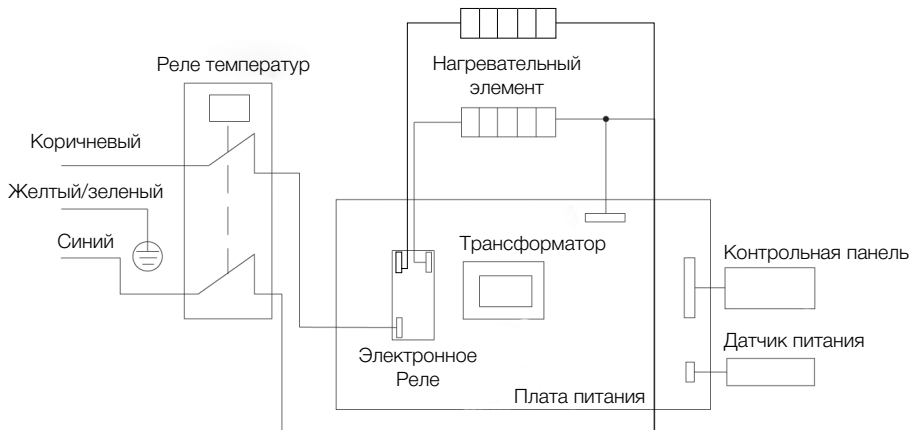 Реле температур
Нагревательный
элемент
Коричневый
Желтый/зеленый
Синий
Трансформатор
Контрольная панель
Электронное
Реле
Датчик питания
Плата питания